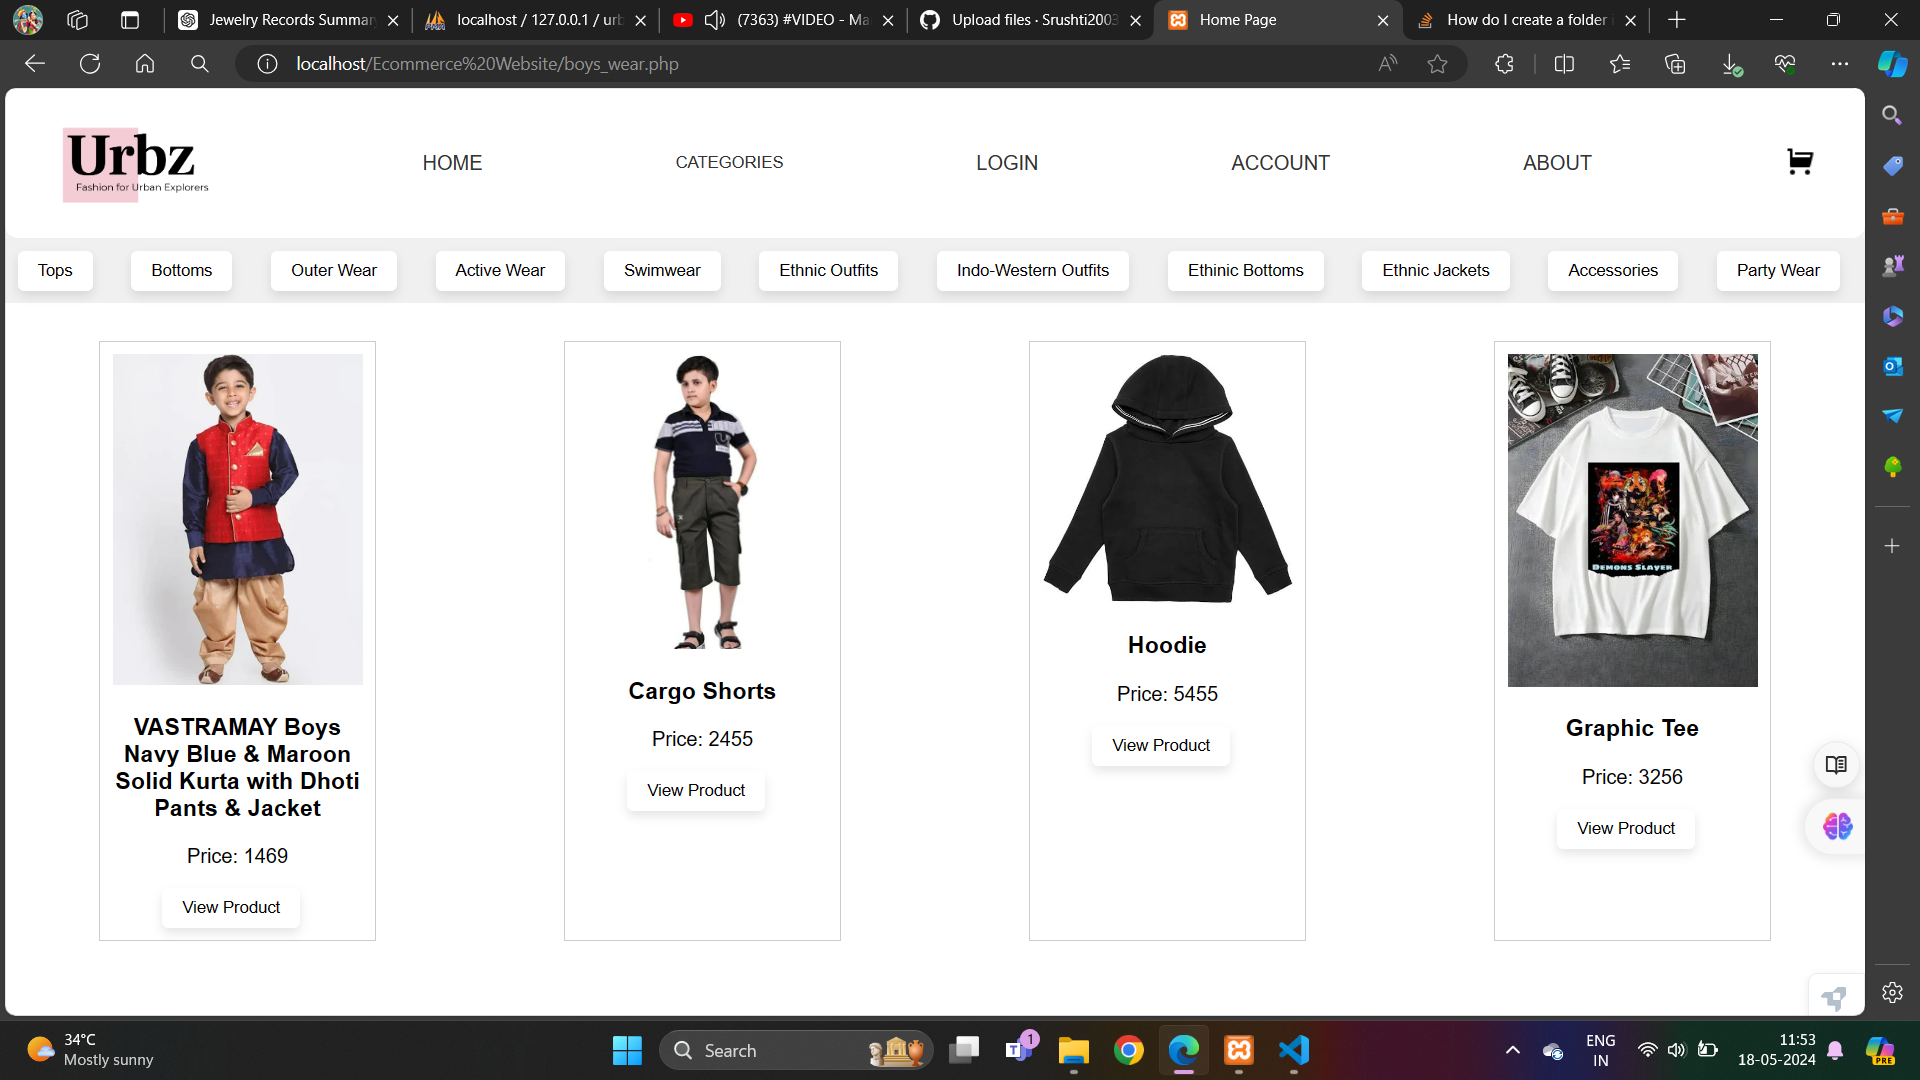 Jewelry Records Summar
localhost / 127.0.0.1 / urb
(7363) #VIDEO - Ma
Upload files · Srushti2003
Home Page
How do I create a folder i
localhost/Ecommerce%20Website/boys_wear.php
Urbz
Fashion for Urban Explorers
HOME
CATEGORIES
LOGIN
ACCOUNT
ABOUT
Tops
Bottoms
Outer Wear
Active Wear
Swimwear
Ethnic Outfits
Indo-Western Outfits
Ethinic Bottoms
Ethnic Jackets
Accessories
Party Wear
VASTRAMAY Boys
Navy Blue & Maroon
Solid Kurta with Dhoti
Pants & Jacket
Price: 1469
View Product
Cargo Shorts
Price: 2455
View Product
Hoodie
Price: 5455
View Product
DEMONS SLAYER
Graphic Tee
Price: 3256
View Product
34°C
Mostly sunny
Search
1
PRE
ENG
IN
11:53
18-05-2024